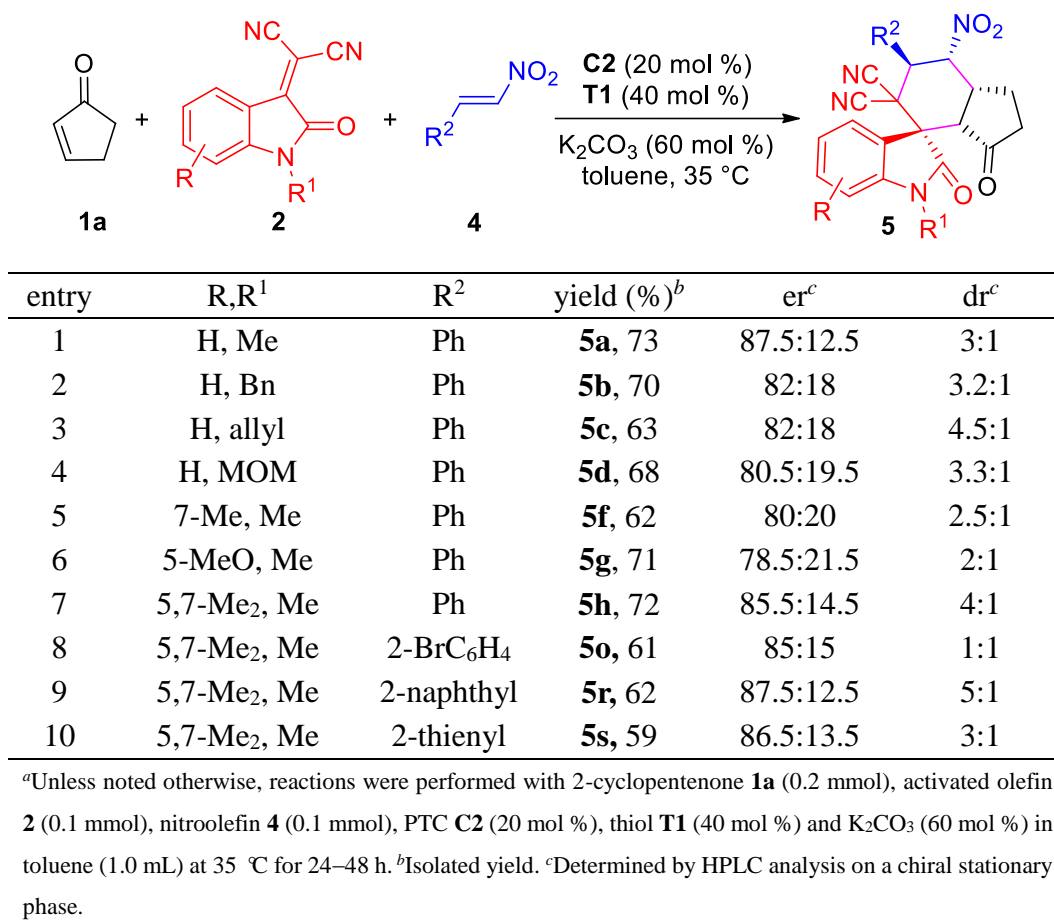 CN
CN
O
R
N
R¹
O
1a
+
2
+
R²
NO₂
4
C2 (20 mol %)
T1 (40 mol %)
K₂CO₃ (60 mol %)
toluene, 35 °C
R²
NO₂
NC
NC
R
N
R¹
O
O
5
entry R,R¹ R² yield (%)ᵇ erᶜ drᶜ
1 H, Me Ph 5a, 73 87.5:12.5 3:1
2 H, Bn Ph 5b, 70 82:18 3.2:1
3 H, allyl Ph 5c, 63 82:18 4.5:1
4 H, MOM Ph 5d, 68 80.5:19.5 3.3:1
5 7-Me, Me Ph 5f, 62 80:20 2.5:1
6 5-MeO, Me Ph 5g, 71 78.5:21.5 2:1
7 5,7-Me₂, Me Ph 5h, 72 85.5:14.5 4:1
8 5,7-Me₂, Me 2-BrC₆H₄ 5o, 61 85:15 1:1
9 5,7-Me₂, Me 2-naphthyl 5r, 62 87.5:12.5 5:1
10 5,7-Me₂, Me 2-thienyl 5s, 59 86.5:13.5 3:1
ᵃUnless noted otherwise, reactions were performed with 2-cyclopentenone 1a (0.2 mmol), activated olefin
2 (0.1 mmol), nitroolefin 4 (0.1 mmol), PTC C2 (20 mol %), thiol T1 (40 mol %) and K₂CO₃ (60 mol %) in
toluene (1.0 mL) at 35 °C for 24–48 h. ᵇIsolated yield. ᶜDetermined by HPLC analysis on a chiral stationary
phase.